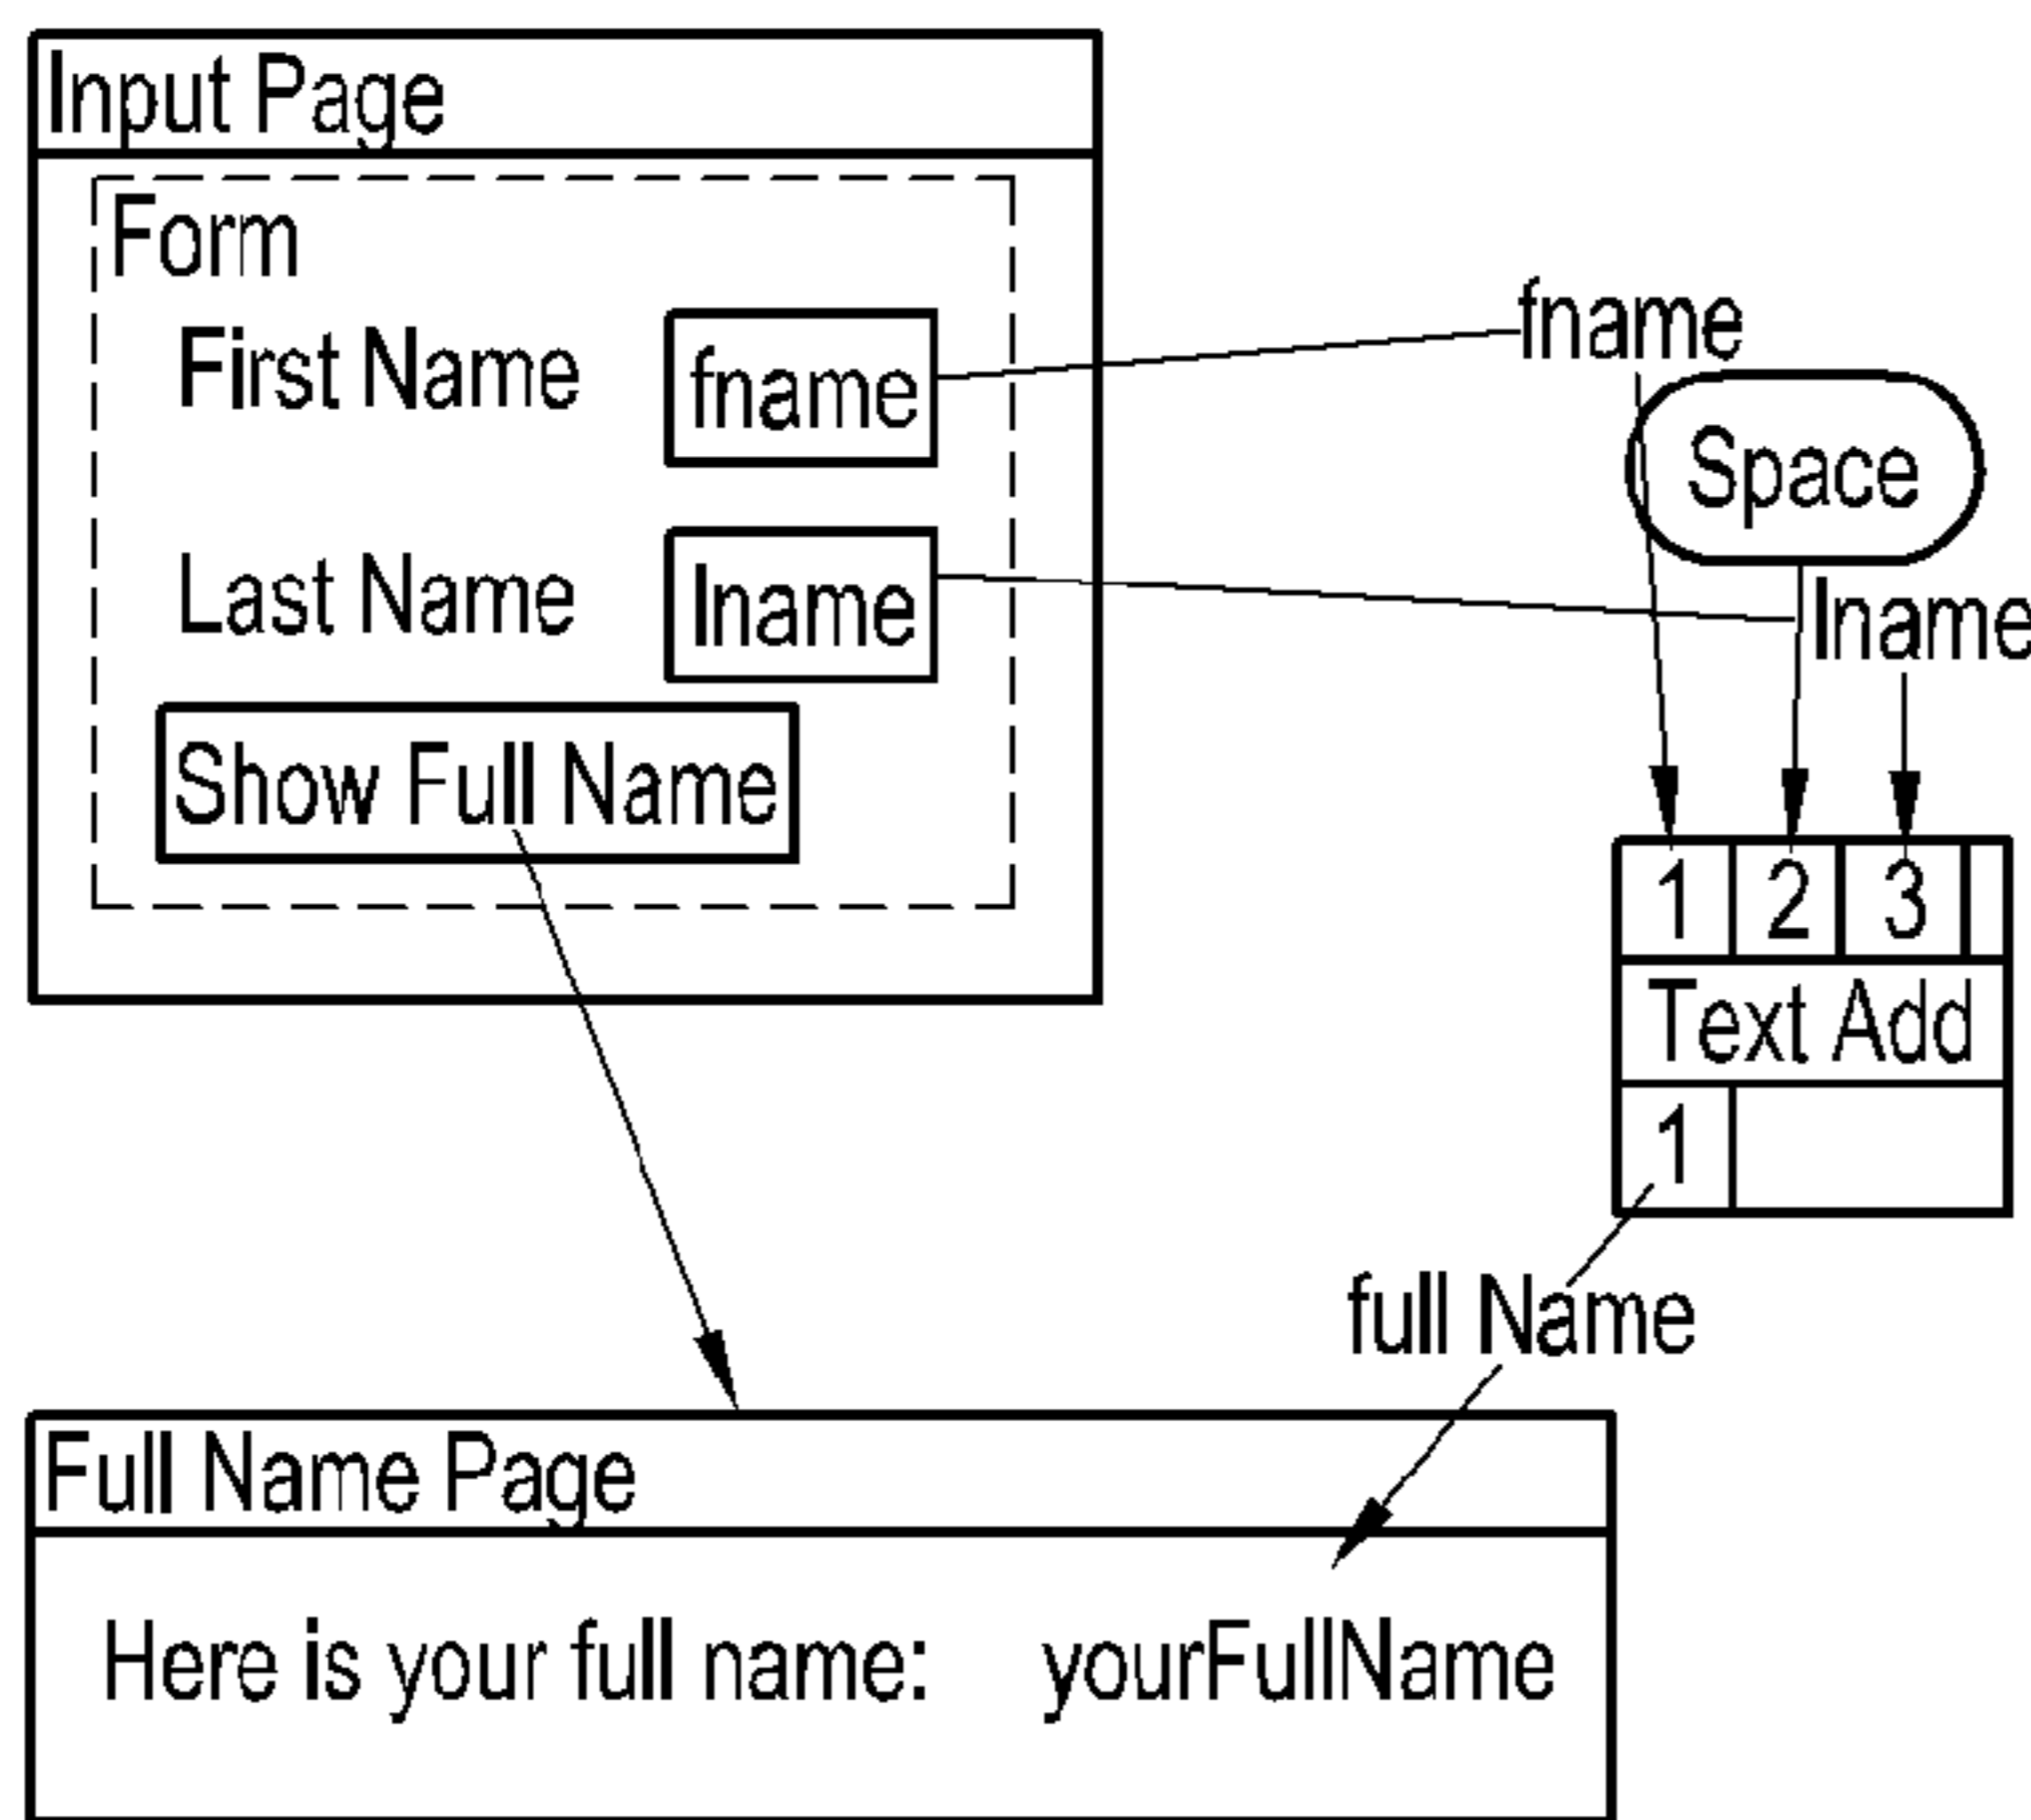 Input Page
Form
First Name fname
Last Name lname
Show Full Name
fname
Space
lname
1 2 3
Text Add
1
full Name
Full Name Page
Here is your full name: yourFullName